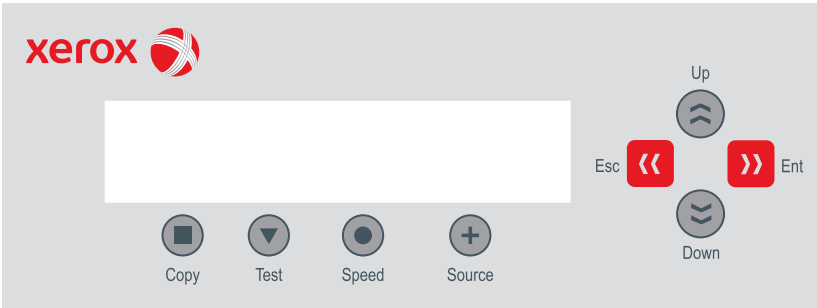 xerox
Up
Esc
Ent
Down
Copy
Test
Speed
Source